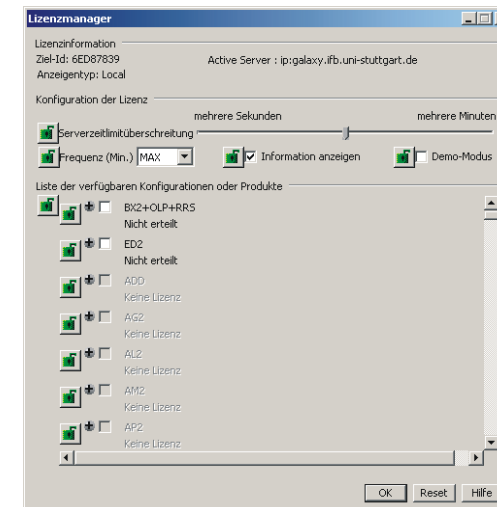 Lizenzmanager
Lizenzinformation
Ziel-Id: 6ED87839 Active Server : ip:galaxy.ifb.uni-stuttgart.de
Anzeigentyp: Local
Konfiguration der Lizenz
mehrere Sekunden mehrere Minuten
Serverzeitlimitüberschreitung
Frequenz (Min.) MAX Information anzeigen Demo-Modus
Liste der verfügbaren Konfigurationen oder Produkte
BX2+OLP+RRS
Nicht erteilt
ED2
Nicht erteilt
ADD
Keine Lizenz
AG2
Keine Lizenz
AL2
Keine Lizenz
AM2
Keine Lizenz
AP2
Keine Lizenz
OK Reset Hilfe